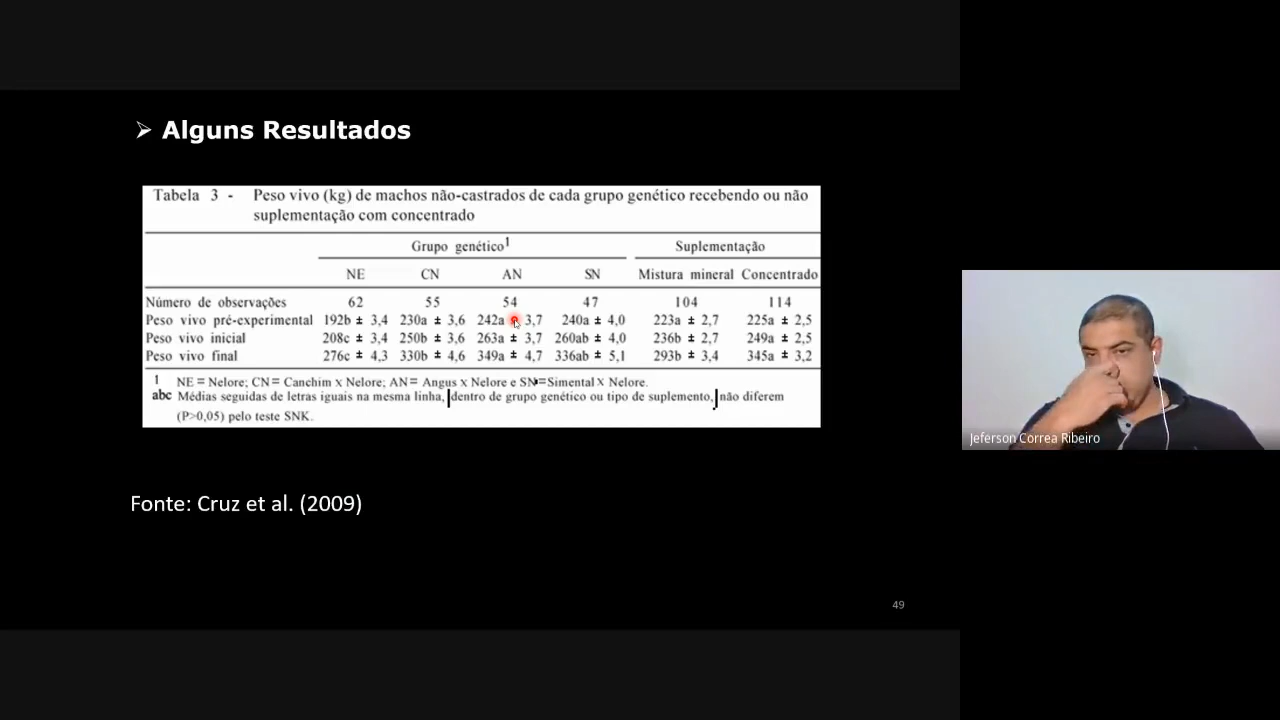 ➢ Alguns Resultados
Tabela 3 - Peso vivo (kg) de machos não-castrados de cada grupo genético recebendo ou não
suplementação com concentrado
Grupo genético1 Suplementação
NE CN AN SN Mistura mineral Concentrado
Número de observações 62 55 54 47 104 114
Peso vivo pré-experimental 192b ± 3,4 230a ± 3,6 242a ± 3,7 240a ± 4,0 223a ± 2,7 225a ± 2,5
Peso vivo inicial 208c ± 3,4 250b ± 3,6 263a ± 3,7 260ab ± 4,0 236b ± 2,7 249a ± 2,5
Peso vivo final 276c ± 4,3 330b ± 4,6 349a ± 4,7 336ab ± 5,1 293b ± 3,4 345a ± 3,2
1 NE = Nelore; CN = Canchim x Nelore; AN= Angus x Nelore e SN=Simental X Nelore.
abc Médias seguidas de letras iguais na mesma linha, dentro de grupo genético ou tipo de suplemento, não diferem
(P>0,05) pelo teste SNK.
Jeferson Correa Ribeiro
Fonte: Cruz et al. (2009)
49